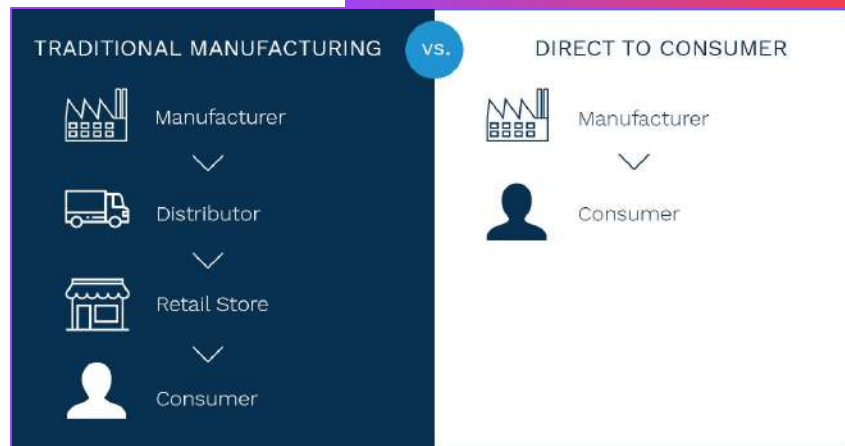 TRADITIONAL MANUFACTURING
vs.
DIRECT TO CONSUMER
Manufacturer
Distributor
Retail Store
Consumer
Manufacturer
Consumer